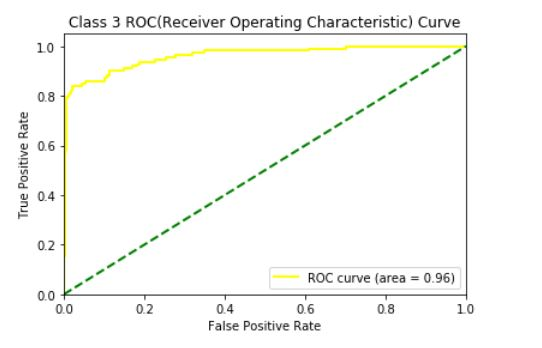 Class 3 ROC(Receiver Operating Characteristic) Curve
1.0
0.8
0.6
0.4
0.2
0.0
True Positive Rate
ROC curve (area = 0.96)
0.0 0.2 0.4 0.6 0.8 1.0
False Positive Rate